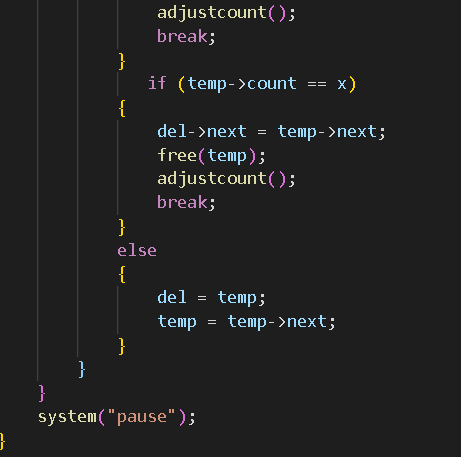 adjustcount();
break;
}
if (temp->count == x)
{
del->next = temp->next;
free(temp);
adjustcount();
break;
}
else
{
del = temp;
temp = temp->next;
}
}
}
system("pause");
}